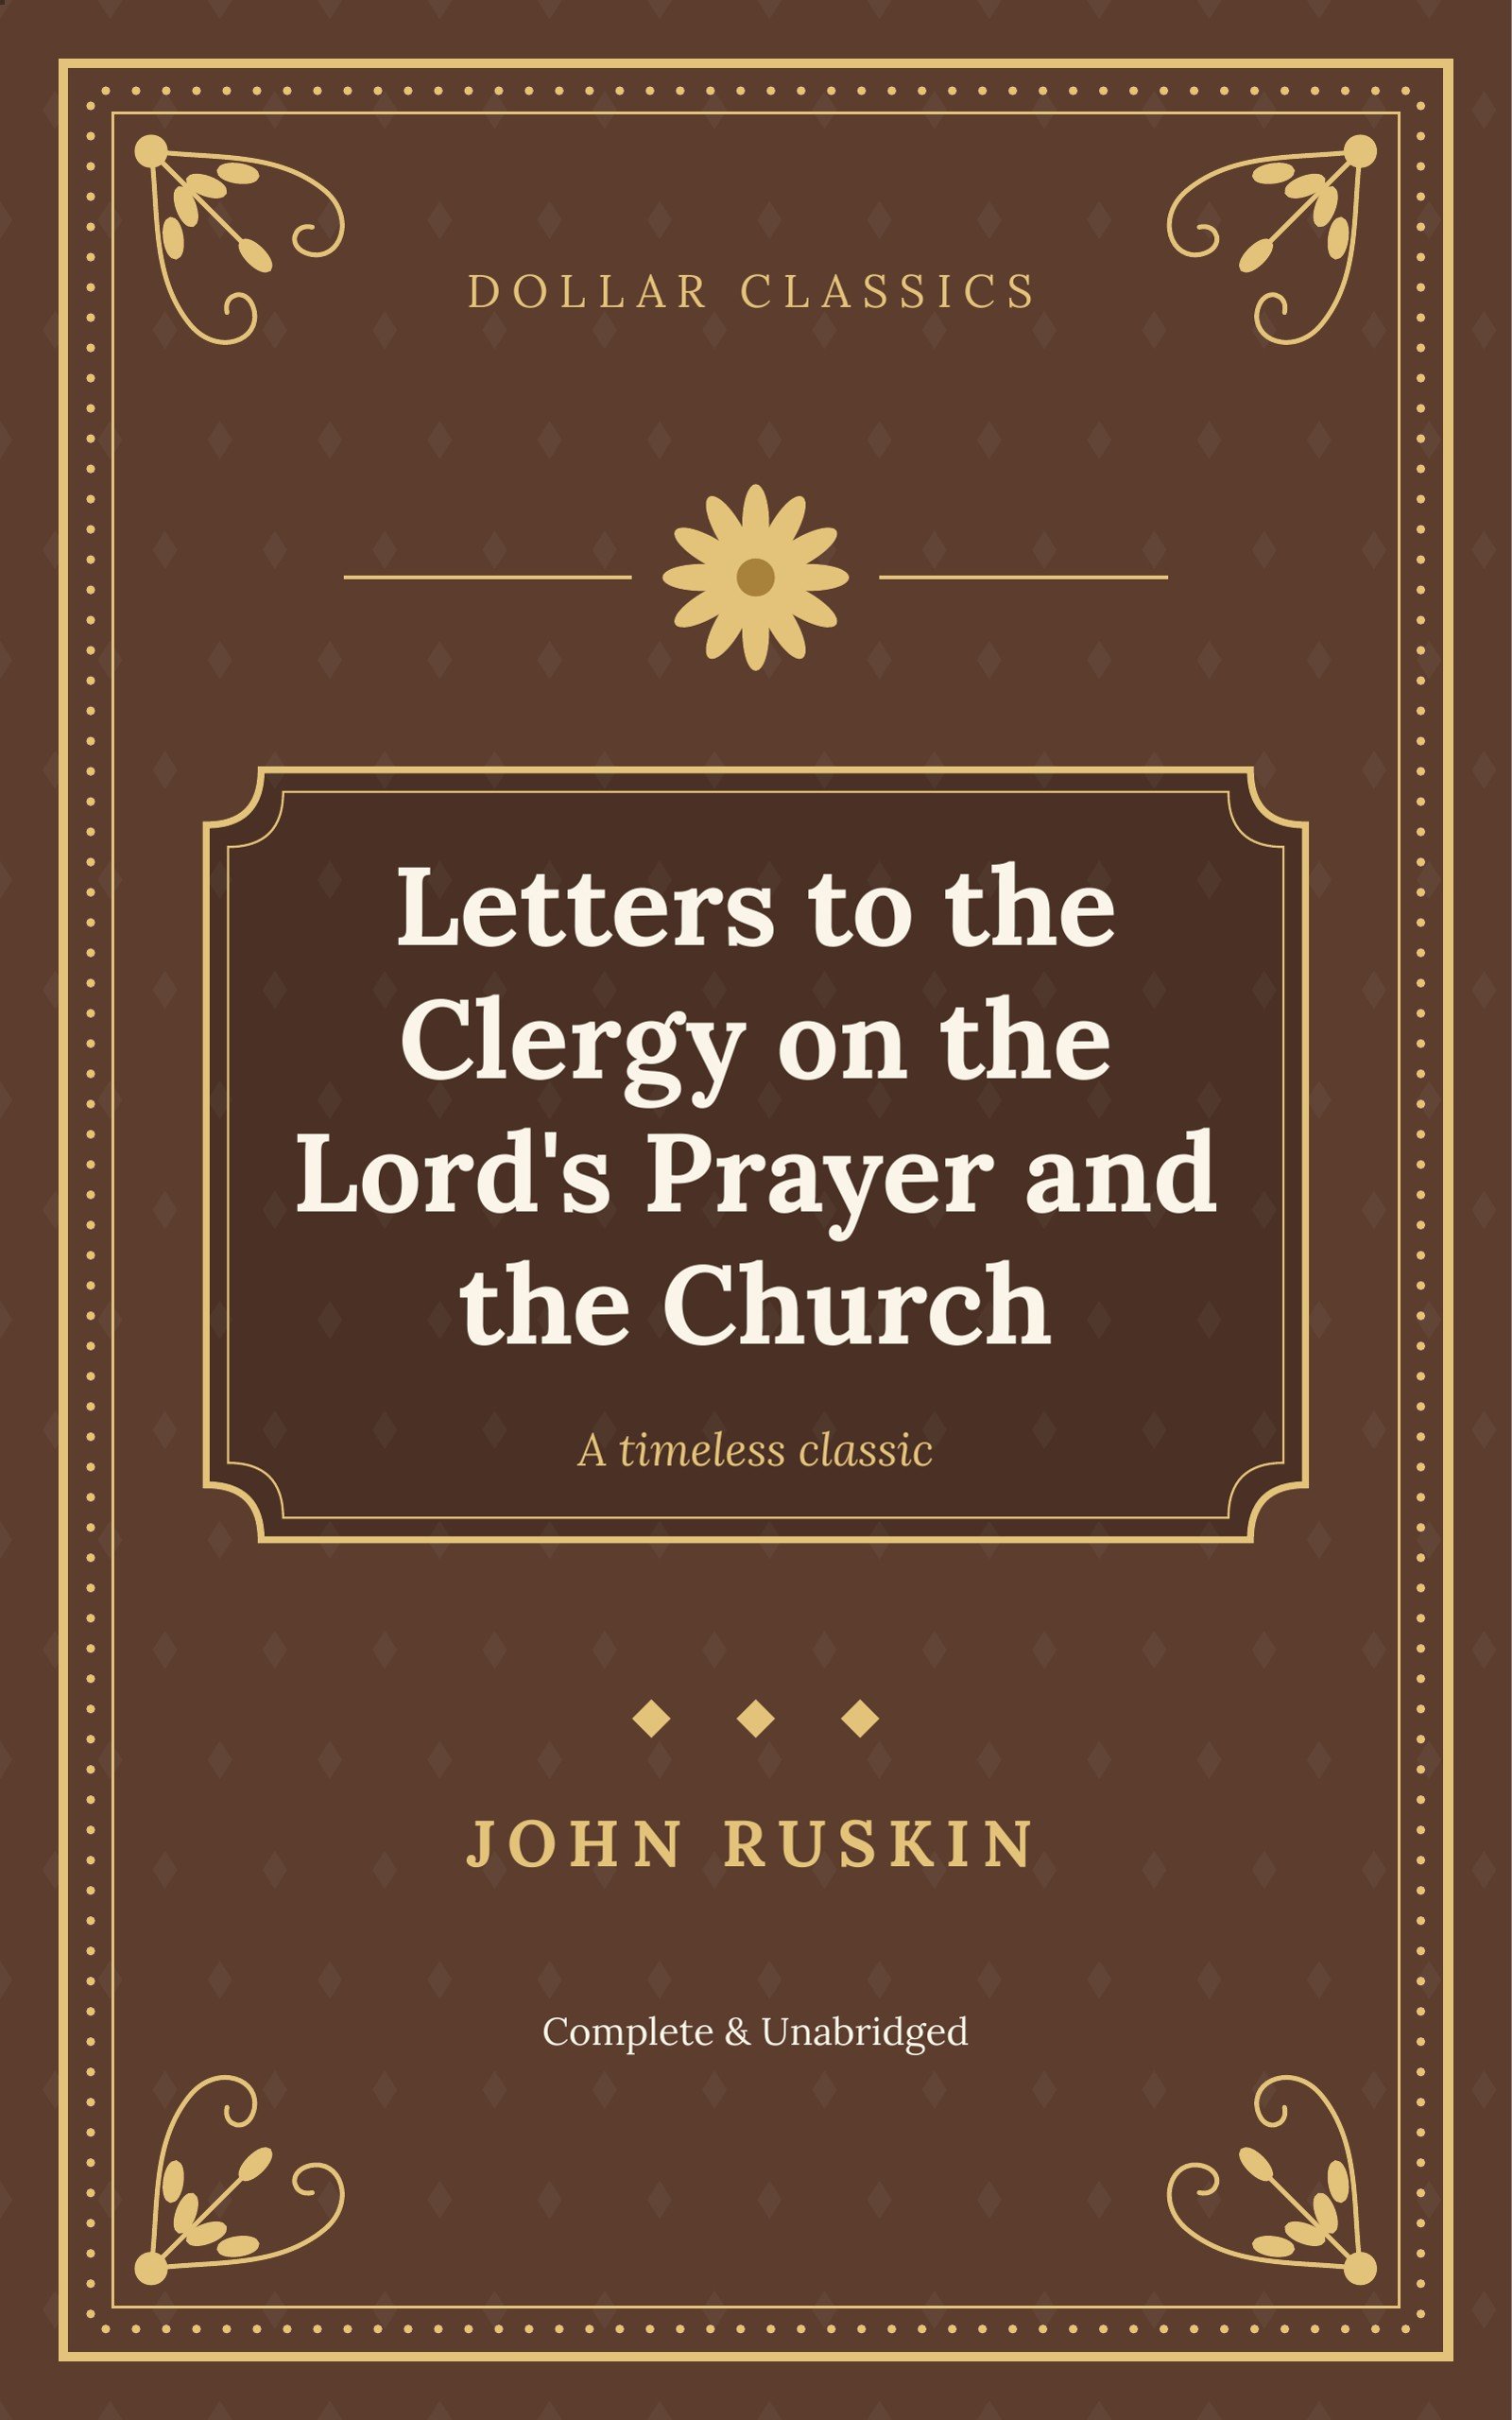 DOLLAR CLASSICS
Letters to the
Clergy on the
Lord's Prayer and
the Church
A timeless classic
JOHN RUSKIN
Complete & Unabridged